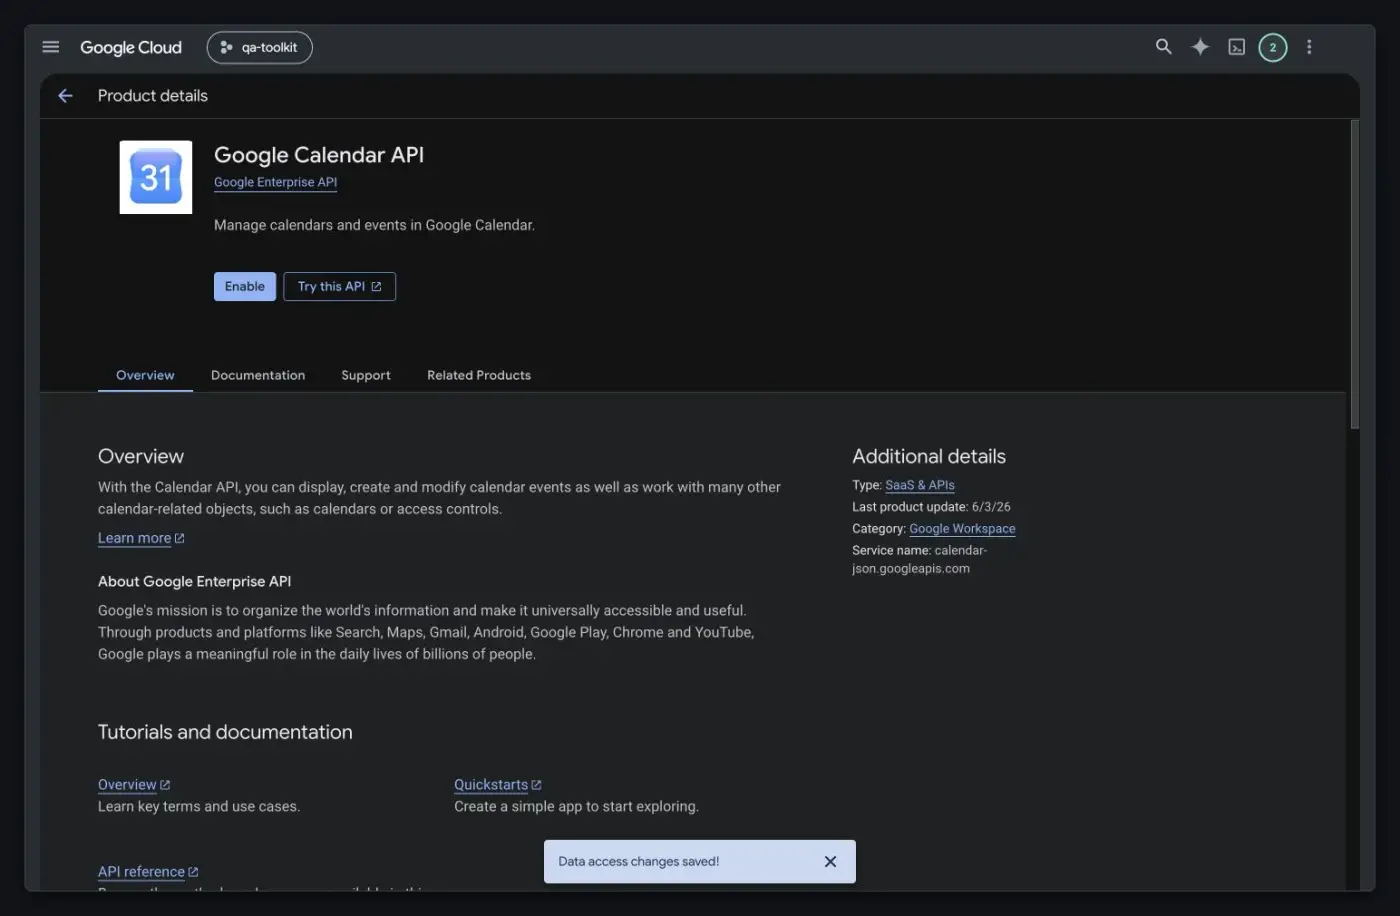 Google Cloud
qa-toolkit
2
Product details
31
Google Calendar API
Google Enterprise API
Manage calendars and events in Google Calendar.
Enable
Try this API
Overview
Documentation
Support
Related Products
Overview
With the Calendar API, you can display, create and modify calendar events as well as work with many other
calendar-related objects, such as calendars or access controls.
Learn more
About Google Enterprise API
Google's mission is to organize the world's information and make it universally accessible and useful.
Through products and platforms like Search, Maps, Gmail, Android, Google Play, Chrome and YouTube,
Google plays a meaningful role in the daily lives of billions of people.
Additional details
Type: SaaS & APIs
Last product update: 6/3/26
Category: Google Workspace
Service name: calendar-
json.googleapis.com
Tutorials and documentation
Overview
Learn key terms and use cases.
Quickstarts
Create a simple app to start exploring.
API reference
Data access changes saved!